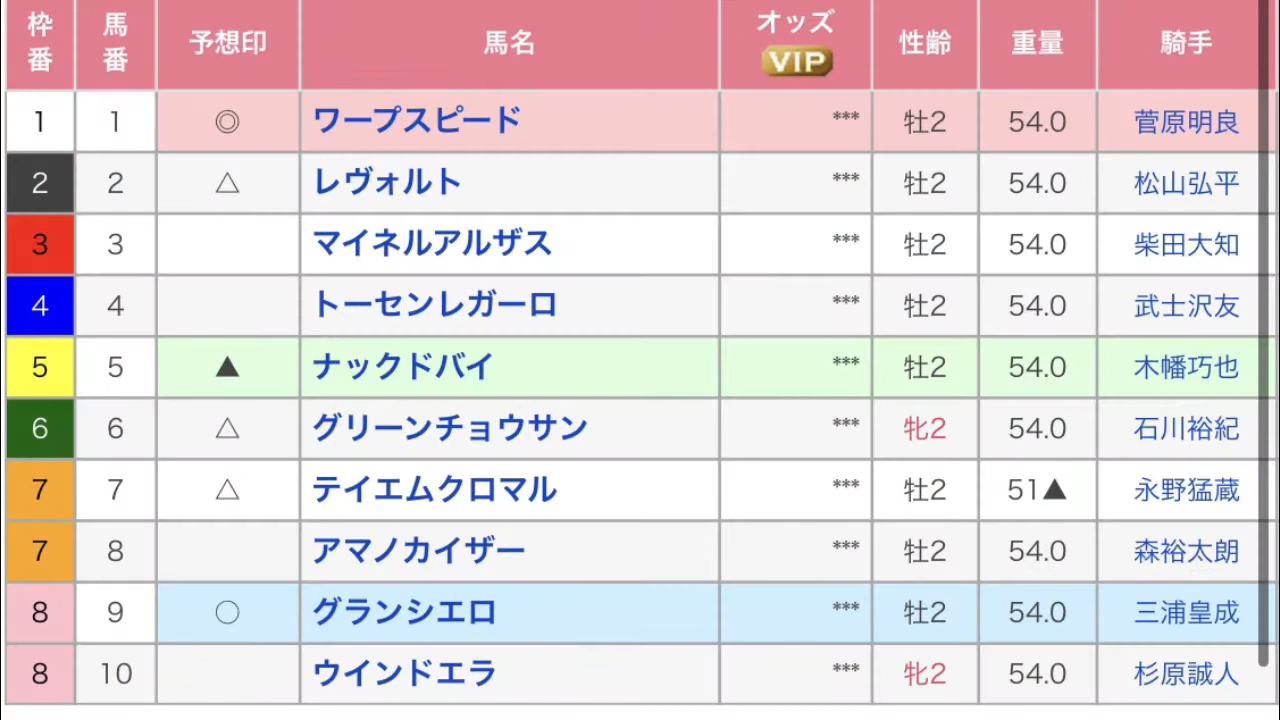 枠番 馬番 予想印 馬名 オッズ VIP 性齢 重量 騎手
1 1 ◎ ワープスピード *** 牡2 54.0 菅原明良
2 2 △ レヴォルト *** 牡2 54.0 松山弘平
3 3 マイネルアルザス *** 牡2 54.0 柴田大知
4 4 トーセンレガーロ *** 牡2 54.0 武士沢友
5 5 ▲ ナックドバイ *** 牡2 54.0 木幡巧也
6 6 △ グリーンチョウサン *** 牝2 54.0 石川裕紀
7 7 △ テイエムクロマル *** 牡2 51▲ 永野猛蔵
7 8 アマノカイザー *** 牡2 54.0 森裕太朗
8 9 ○ グランシエロ *** 牡2 54.0 三浦皇成
8 10 ウインドエラ *** 牝2 54.0 杉原誠人